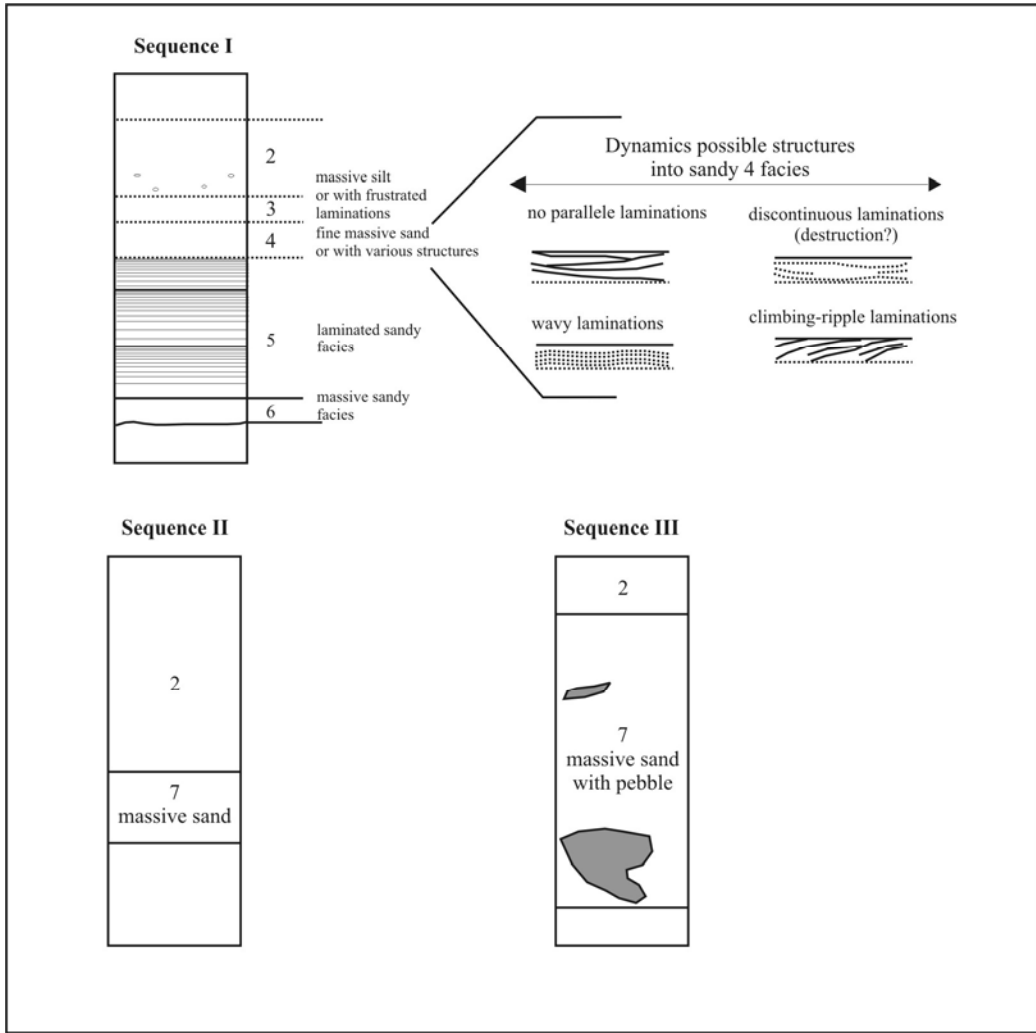 Sequence I
2
massive silt
or with frustrated
laminations
3
fine massive sand
or with various structures
4
laminated sandy
facies
5
massive sandy
facies
6
Dynamics possible structures
into sandy 4 facies
no parallele laminations
discontinuous laminations
(destruction?)
wavy laminations
climbing-ripple laminations
Sequence II
2
7
massive sand
Sequence III
2
7
massive sand
with pebble